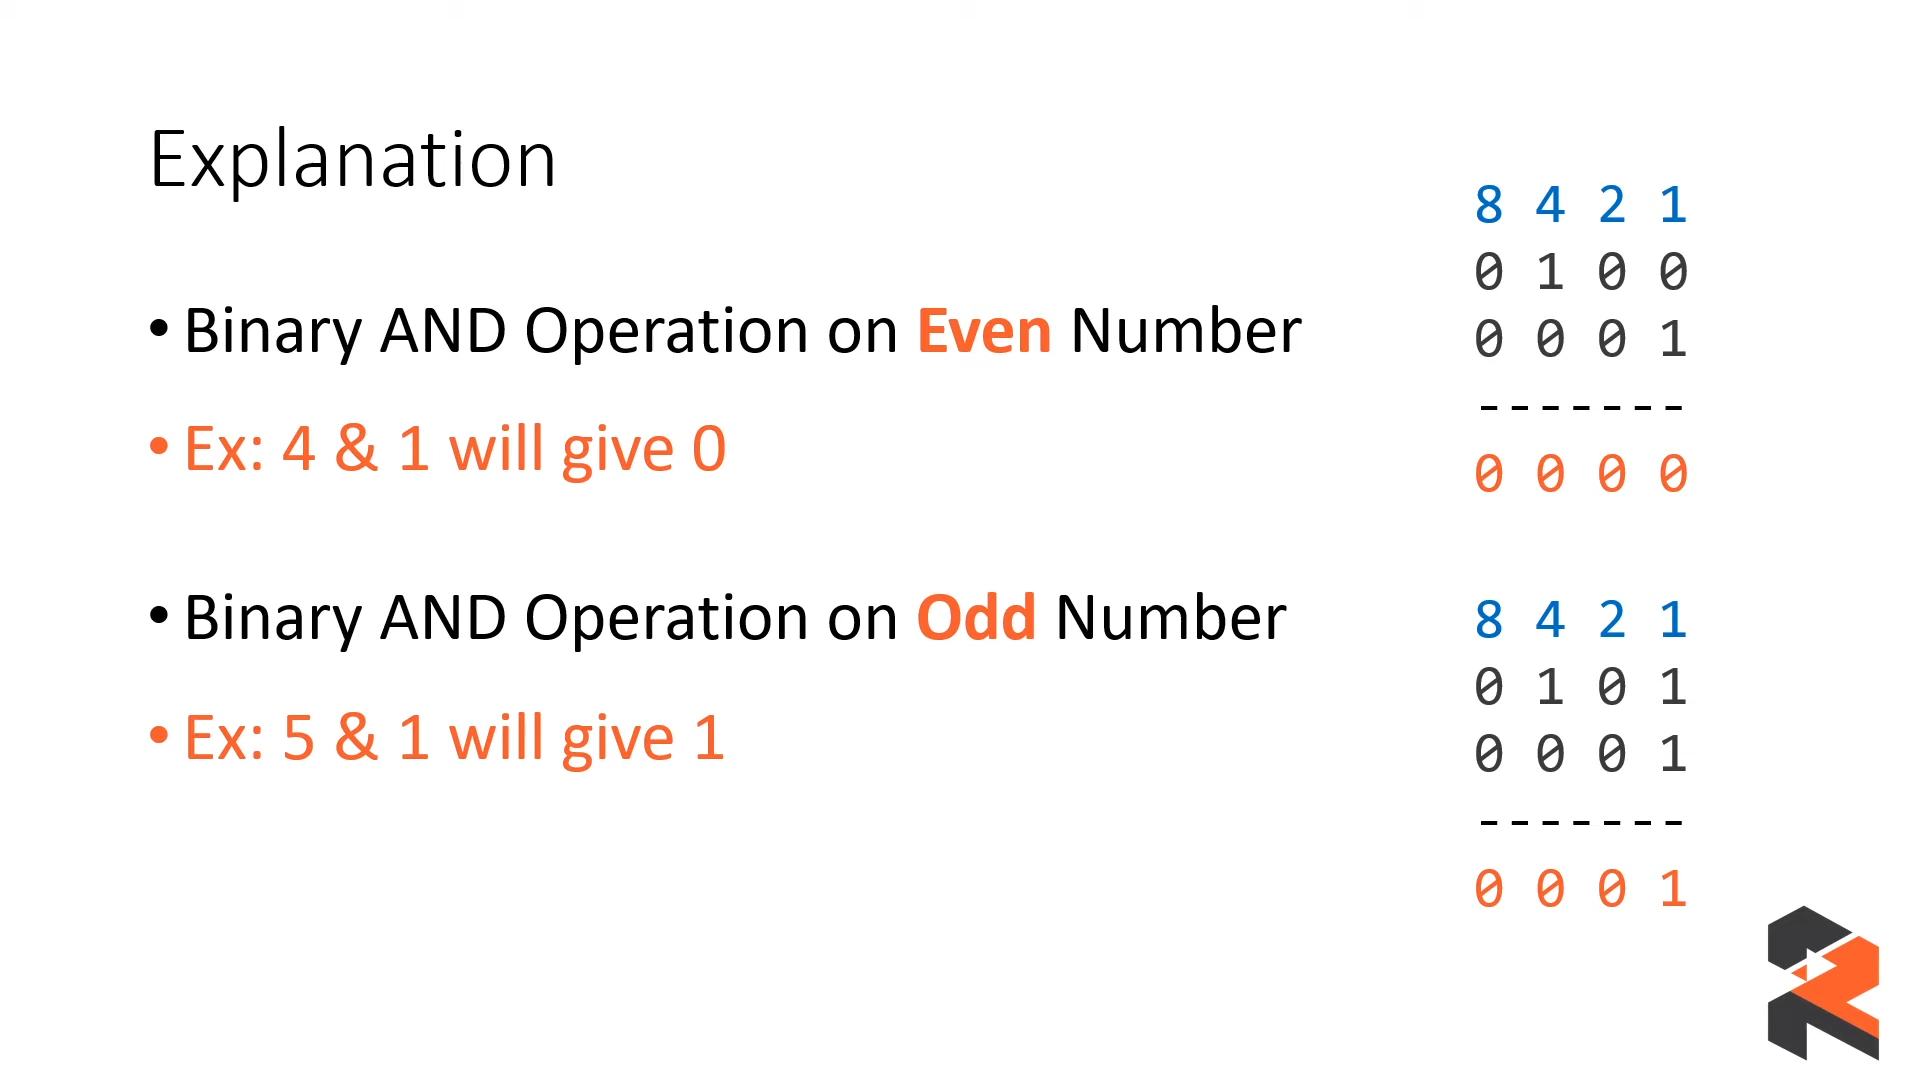 Explanation
• Binary AND Operation on Even Number
• Ex: 4 & 1 will give 0
8 4 2 1
0 1 0 0
0 0 0 1
-------
0 0 0 0
• Binary AND Operation on Odd Number
• Ex: 5 & 1 will give 1
8 4 2 1
0 1 0 1
0 0 0 1
-------
0 0 0 1